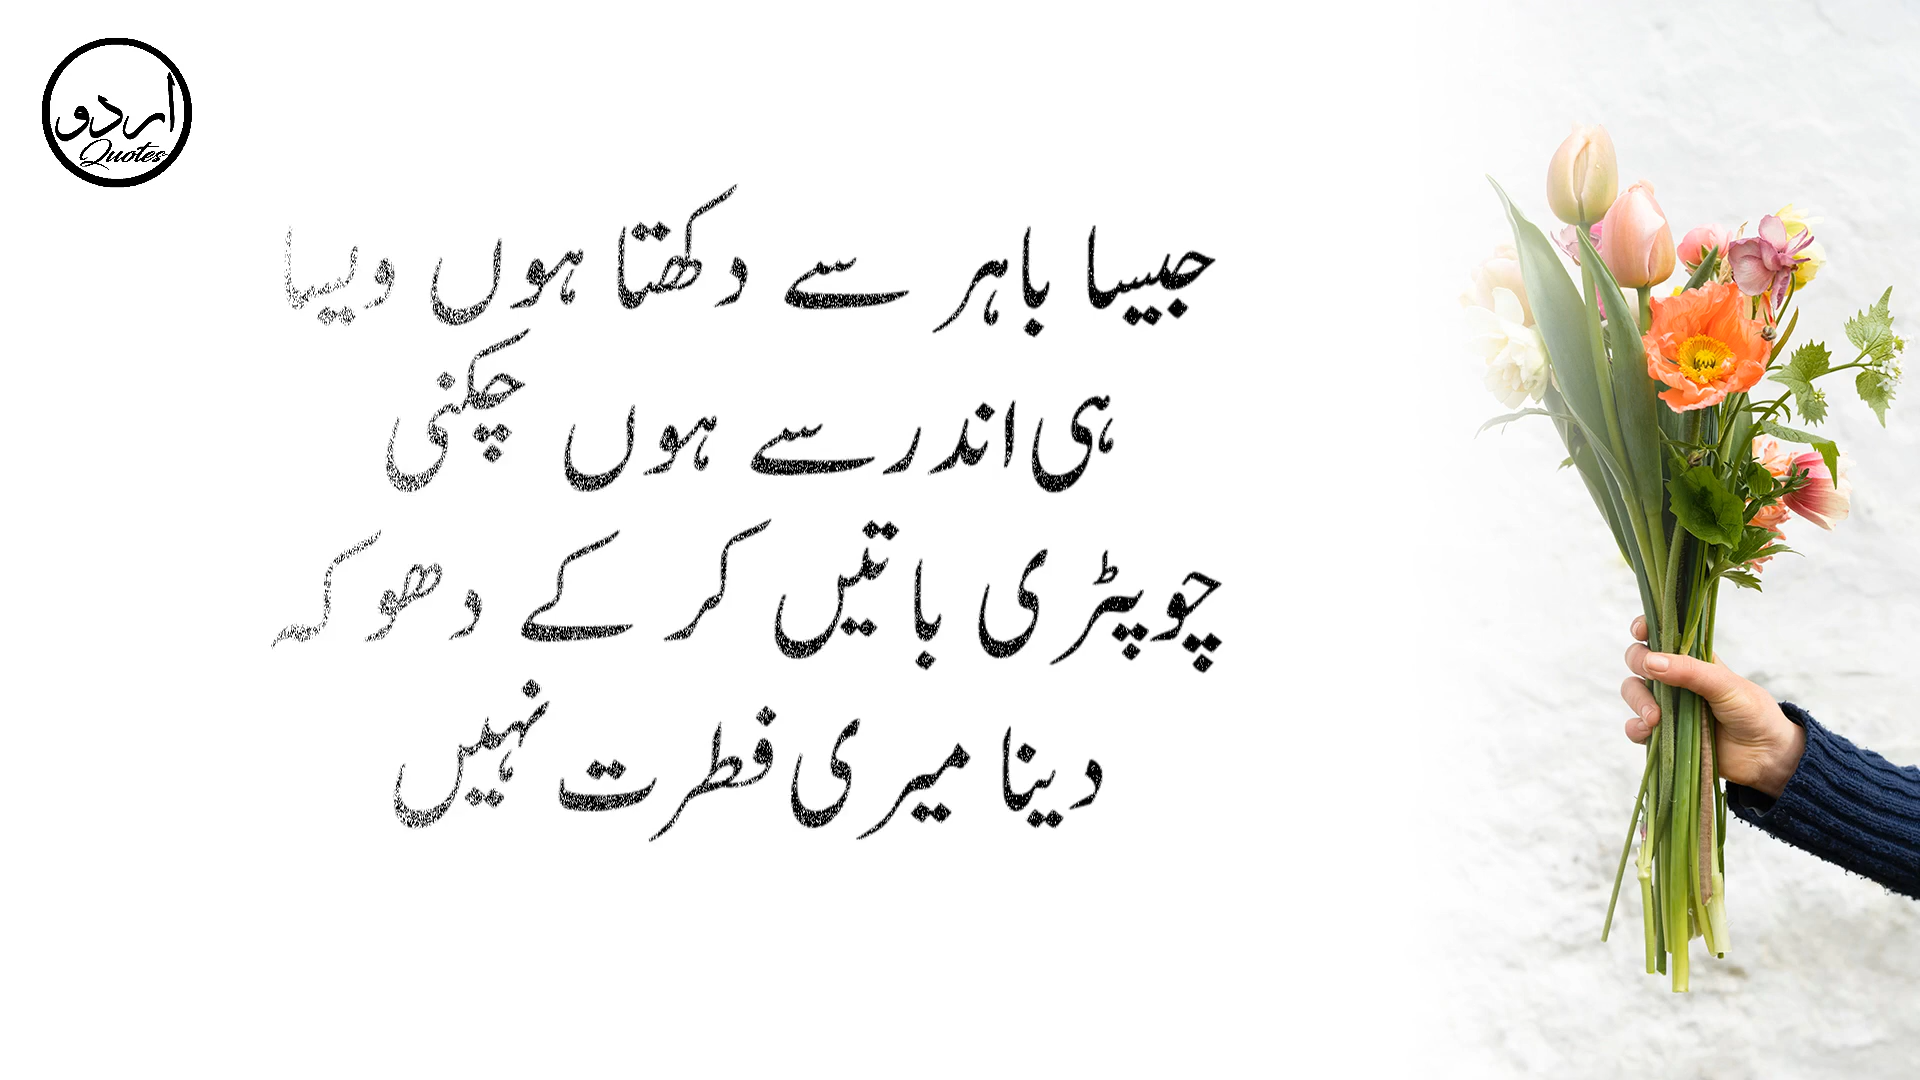 اردو
Quotes
جیسا باہر سے دکھتا ہوں ویسا
ہی اندر سے ہوں چکنی
چوپڑی باتیں کر کے دھوکہ
دینا میری فطرت نہیں